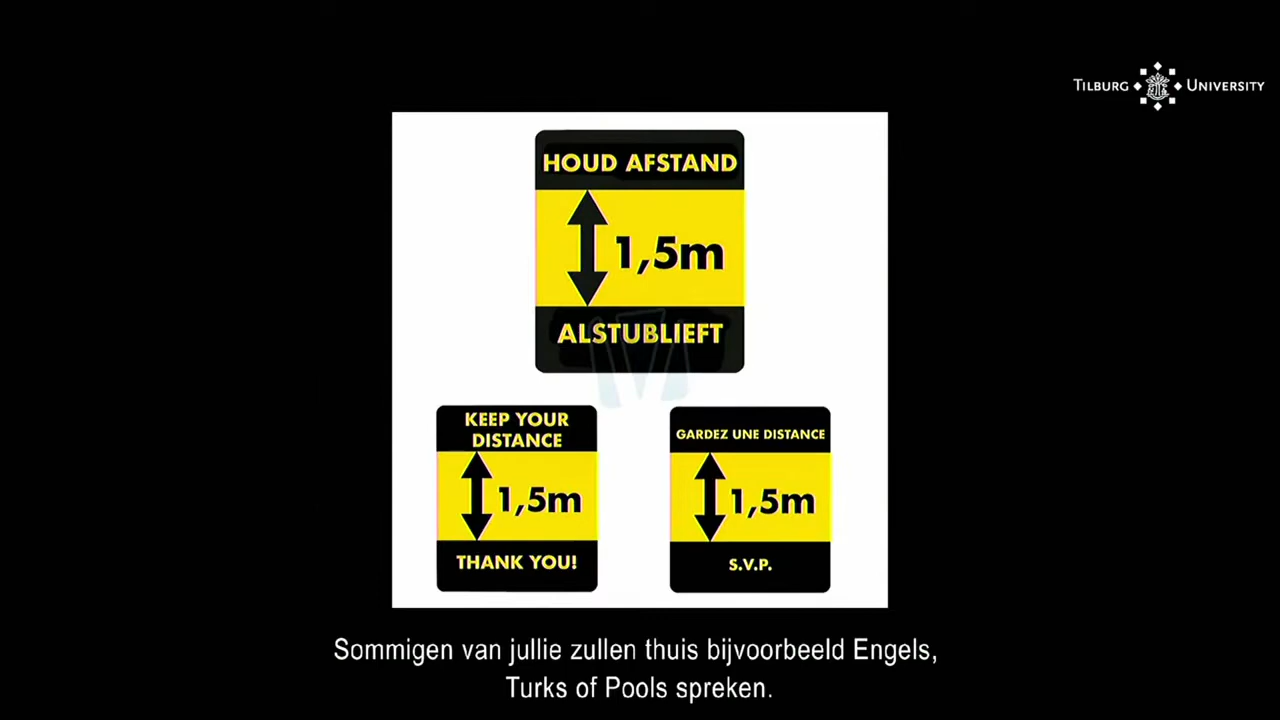 TILBURG UNIVERSITY
HOUD AFSTAND
1,5m
ALSTUBLIEFT
KEEP YOUR
DISTANCE
1,5m
THANK YOU!
GARDEZ UNE DISTANCE
1,5m
S.V.P.
Sommigen van jullie zullen thuis bijvoorbeeld Engels,
Turks of Pools spreken.